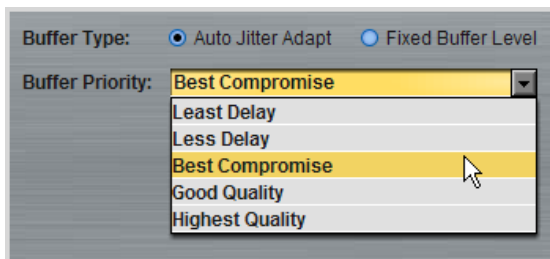 Buffer Type: Auto Jitter Adapt Fixed Buffer Level
Buffer Priority: Best Compromise
Least Delay
Less Delay
Best Compromise
Good Quality
Highest Quality